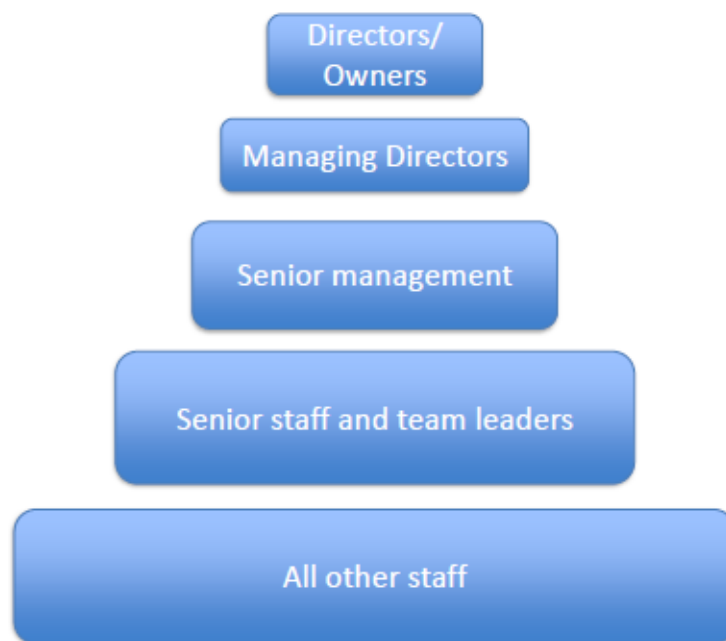 Directors/
Owners
Managing Directors
Senior management
Senior staff and team leaders
All other staff